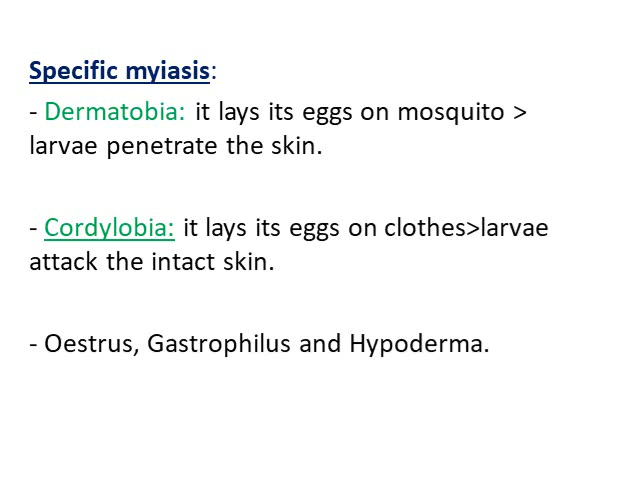 Specific myiasis:
- Dermatobia: it lays its eggs on mosquito >
larvae penetrate the skin.
- Cordylobia: it lays its eggs on clothes>larvae
attack the intact skin.
- Oestrus, Gastrophilus and Hypoderma.